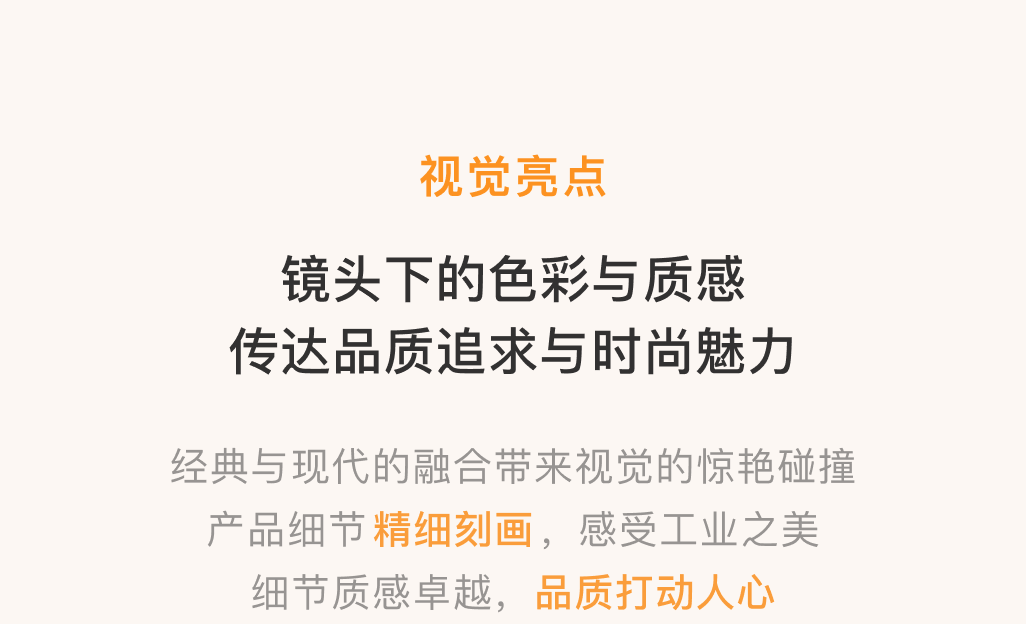 视觉亮点
镜头下的色彩与质感
传达品质追求与时尚魅力
经典与现代的融合带来视觉的惊艳碰撞
产品细节精细刻画，感受工业之美
细节质感卓越，品质打动人心